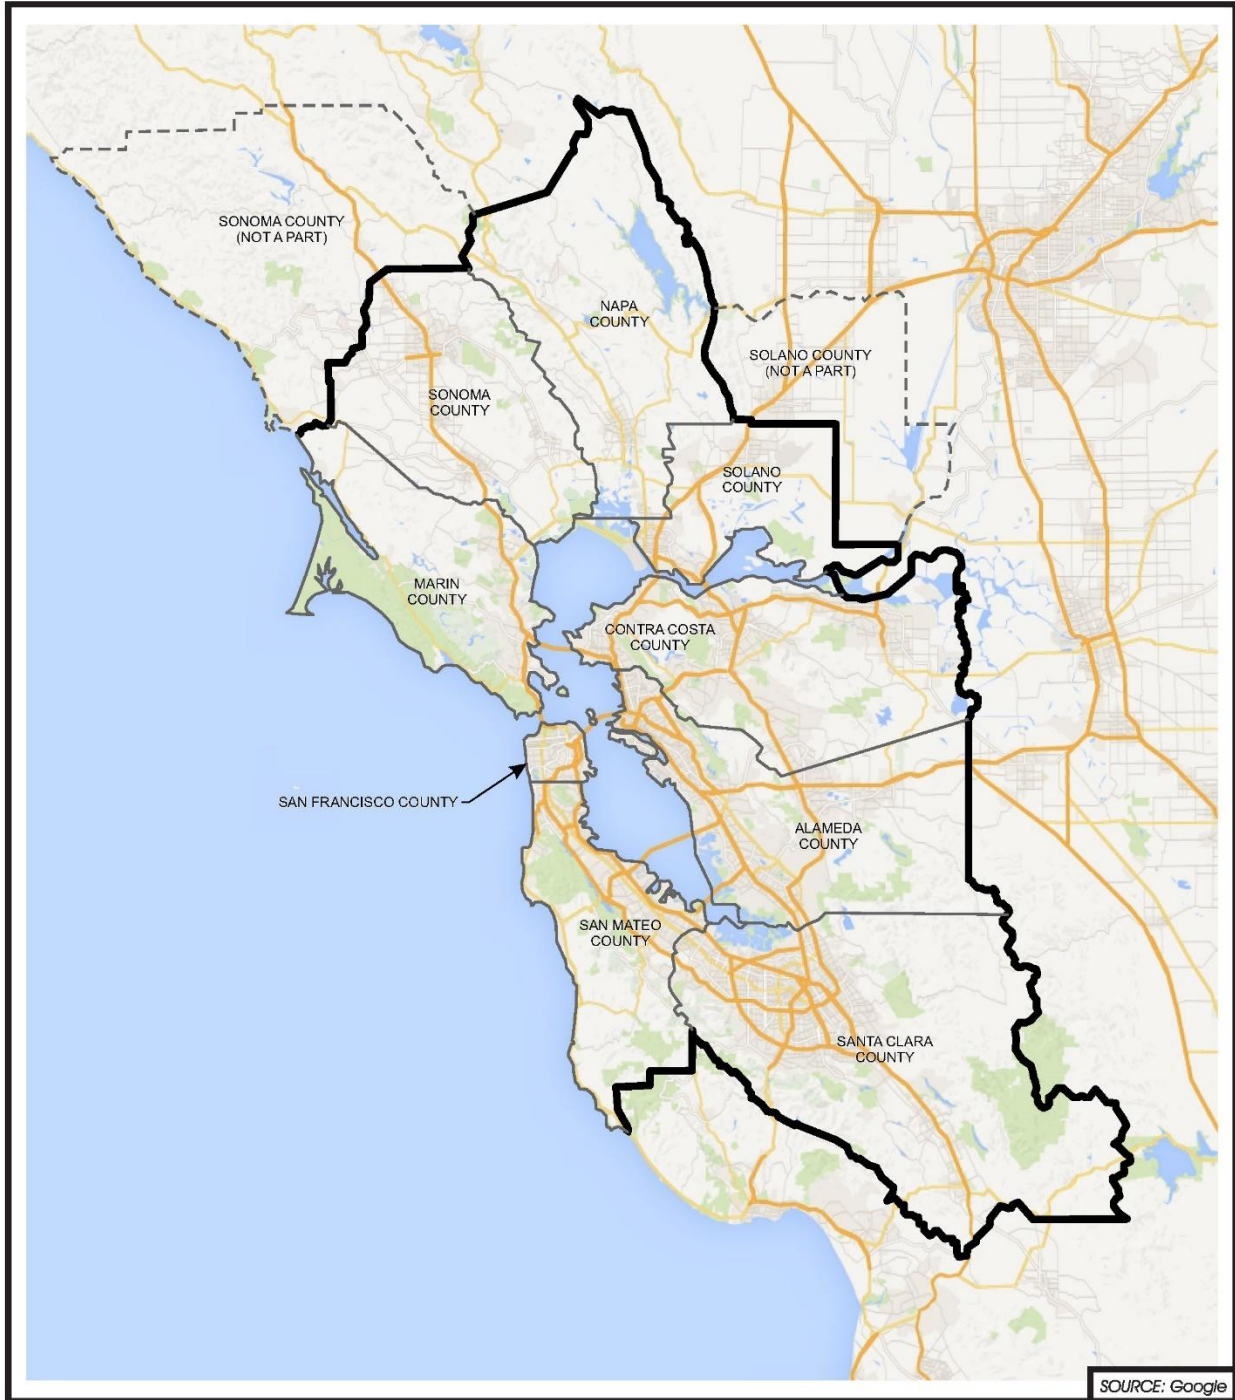 SONOMA COUNTY
(NOT A PART)
NAPA
COUNTY
SOLANO COUNTY
(NOT A PART)
SONOMA
COUNTY
SOLANO
COUNTY
MARIN
COUNTY
CONTRA COSTA
COUNTY
SAN FRANCISCO COUNTY
ALAMEDA
COUNTY
SAN MATEO
COUNTY
SANTA CLARA
COUNTY
SOURCE: Google